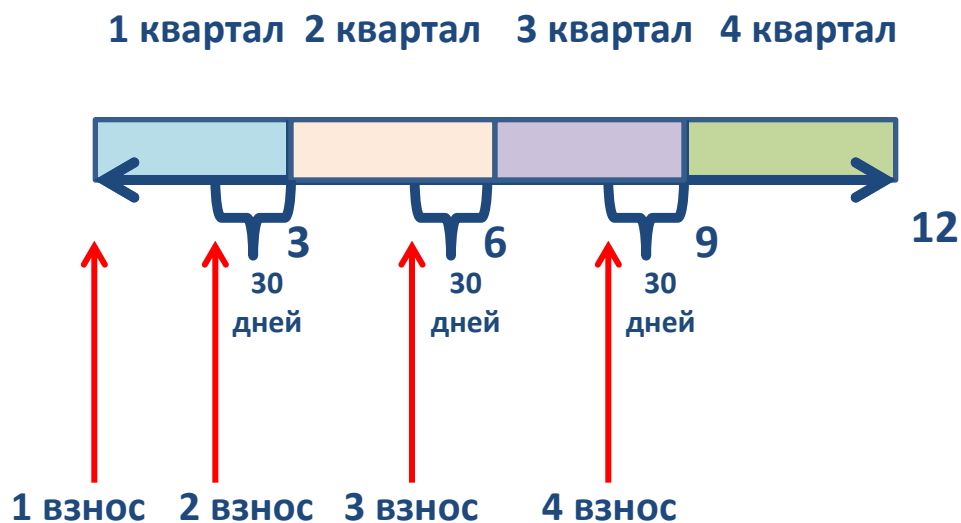 1 квартал 2 квартал 3 квартал 4 квартал
3 6 9 12
30 30 30
дней дней дней
1 взнос 2 взнос 3 взнос 4 взнос